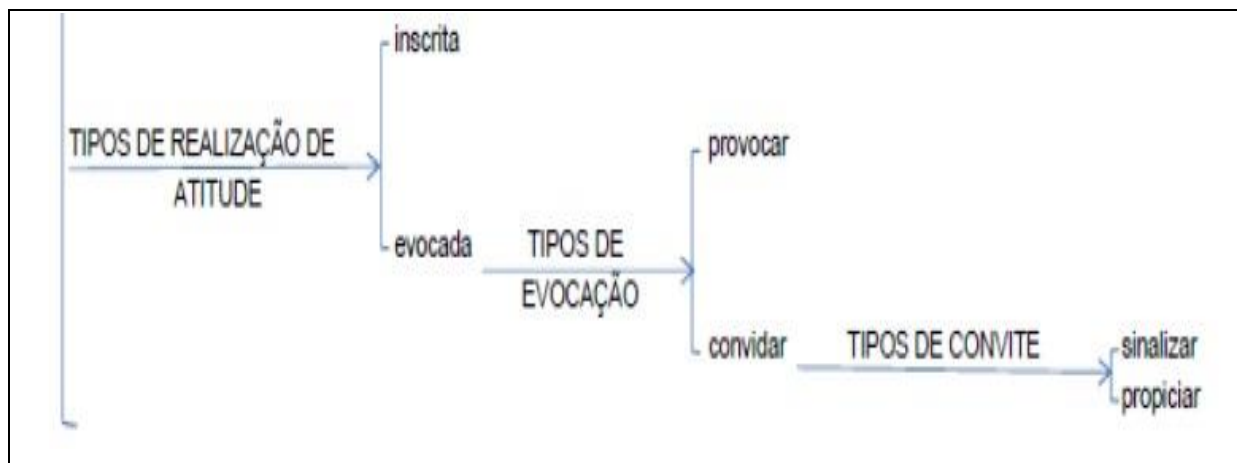 inscrita
TIPOS DE REALIZAÇÃO DE
ATITUDE
evocada
TIPOS DE
EVOCAÇÃO
provocar
convidar
TIPOS DE CONVITE
sinalizar
propiciar